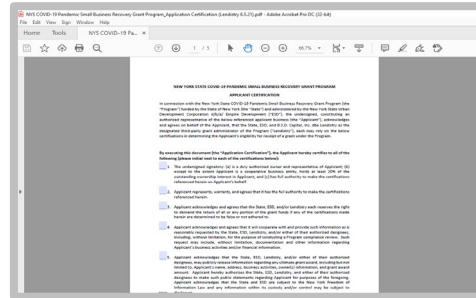 NYS COVID-19 Pandemic Small Business Recovery Grant Program_Application Certification (Lendistry 6.5.21).pdf - Adobe Acrobat Pro DC (32-bit)
File Edit View Sign Window Help
Home Tools NYS COVID-19 Pa... ×
1 / 5 66.7%
NEW YORK STATE COVID-19 PANDEMIC SMALL BUSINESS RECOVERY GRANT PROGRAM
APPLICANT CERTIFICATION
In connection with the New York State COVID-19 Pandemic Small Business Recovery Grant Program (the
"Program") funded by the State of New York (the "State") and administered by the New York State Urban
Development Corporation d/b/a/ Empire Development ("ESD"), the undersigned, constituting an
authorized representative of the below referenced applicant business (the "Applicant"), acknowledges
and agrees on behalf of the Applicant, that the State, ESD, and B.S.D. Capital, Inc. dba Lendistry as the
designated third-party grant administrator of the Program ("Lendistry"), each may rely on the below
certifications in determining the Applicant's eligibility for receipt of a grant under the Program.
By executing this document (the "Application Certification"), the Applicant hereby certifies to all of the
following (please initial next to each of the certifications below):
1. The undersigned signatory: (a) is a duly authorized owner and representative of Applicant; (b)
except to the extent Applicant is a cooperative business entity, holds at least 20% of the
outstanding ownership interest in Applicant, and (c) has full authority to make the certifications
referenced herein on Applicant's behalf.
2. Applicant represents, warrants, and agrees that it has the full authority to make the certifications
referenced herein.
3. Applicant acknowledges and agrees that the State, ESD, and/or Lendistry each reserves the right
to demand the return of all or any portion of the grant funds if any of the certifications made
herein are determined to be false or not adhered to.
4. Applicant acknowledges and agrees that it will cooperate with and provide such information as is
reasonably requested by the State, ESD, Lendistry, and/or either of their authorized designees,
including, without limitation, for the purpose of conducting a Program compliance review. Such
request may include, without limitation, documentation and other information regarding
Applicant's business activities and/or financial information.
5. Applicant acknowledges that the State, ESD, Lendistry, and/or either of their authorized
designees, may publicly release information regarding any ultimate grant award, including but not
limited to, Applicant's name, address, business activities, owner(s) information, and grant award
amount. Applicant hereby authorizes the State, ESD, Lendistry, and either of their authorized
designees to make such public statements regarding Applicant for purposes of the foregoing.
Applicant acknowledges that the State and ESD are subject to the New York Freedom of
Information Law and any information within its custody and/or control may be subject to